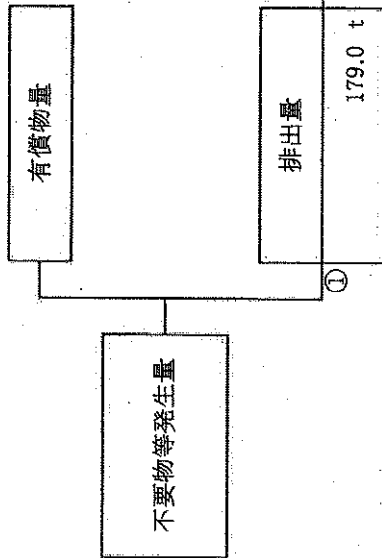 不要物等発生量
有償物量
①
排出量
179.0 t